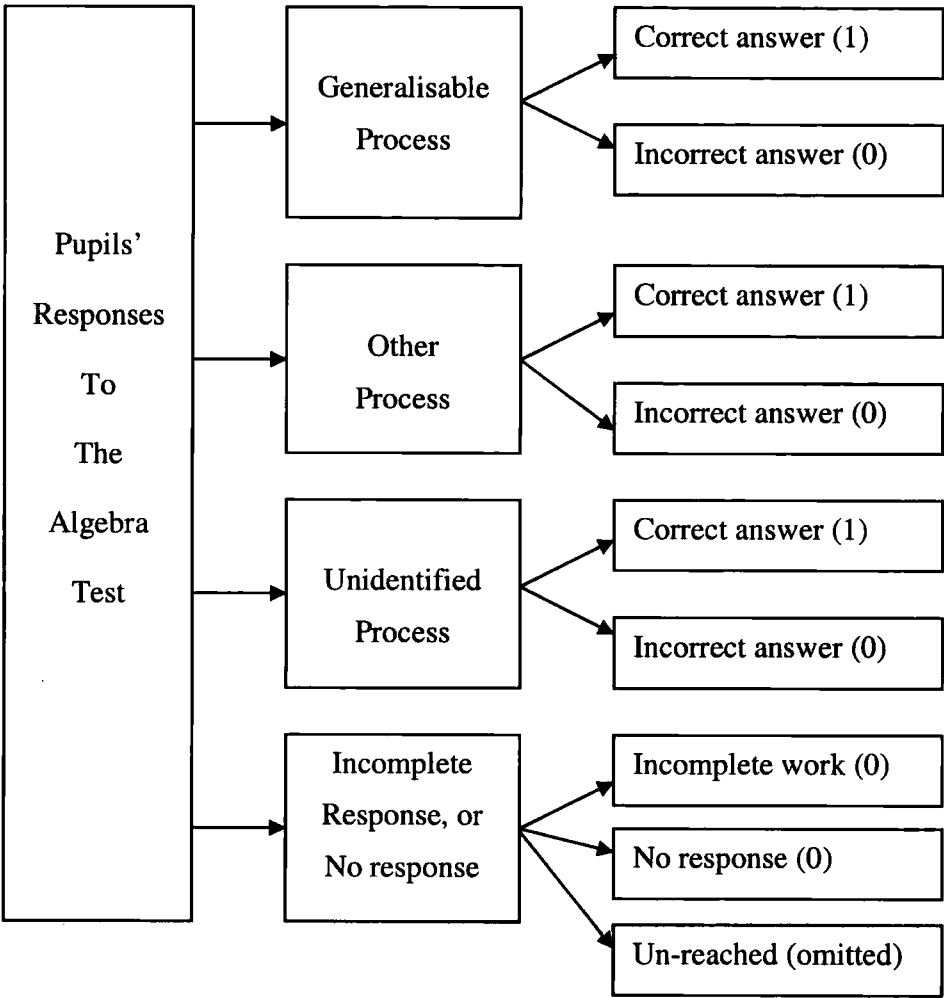 Pupils'
Responses
To
The
Algebra
Test
Generalisable
Process
Correct answer (1)
Incorrect answer (0)
Other
Process
Correct answer (1)
Incorrect answer (0)
Unidentified
Process
Correct answer (1)
Incorrect answer (0)
Incomplete
Response, or
No response
Incomplete work (0)
No response (0)
Un-reached (omitted)